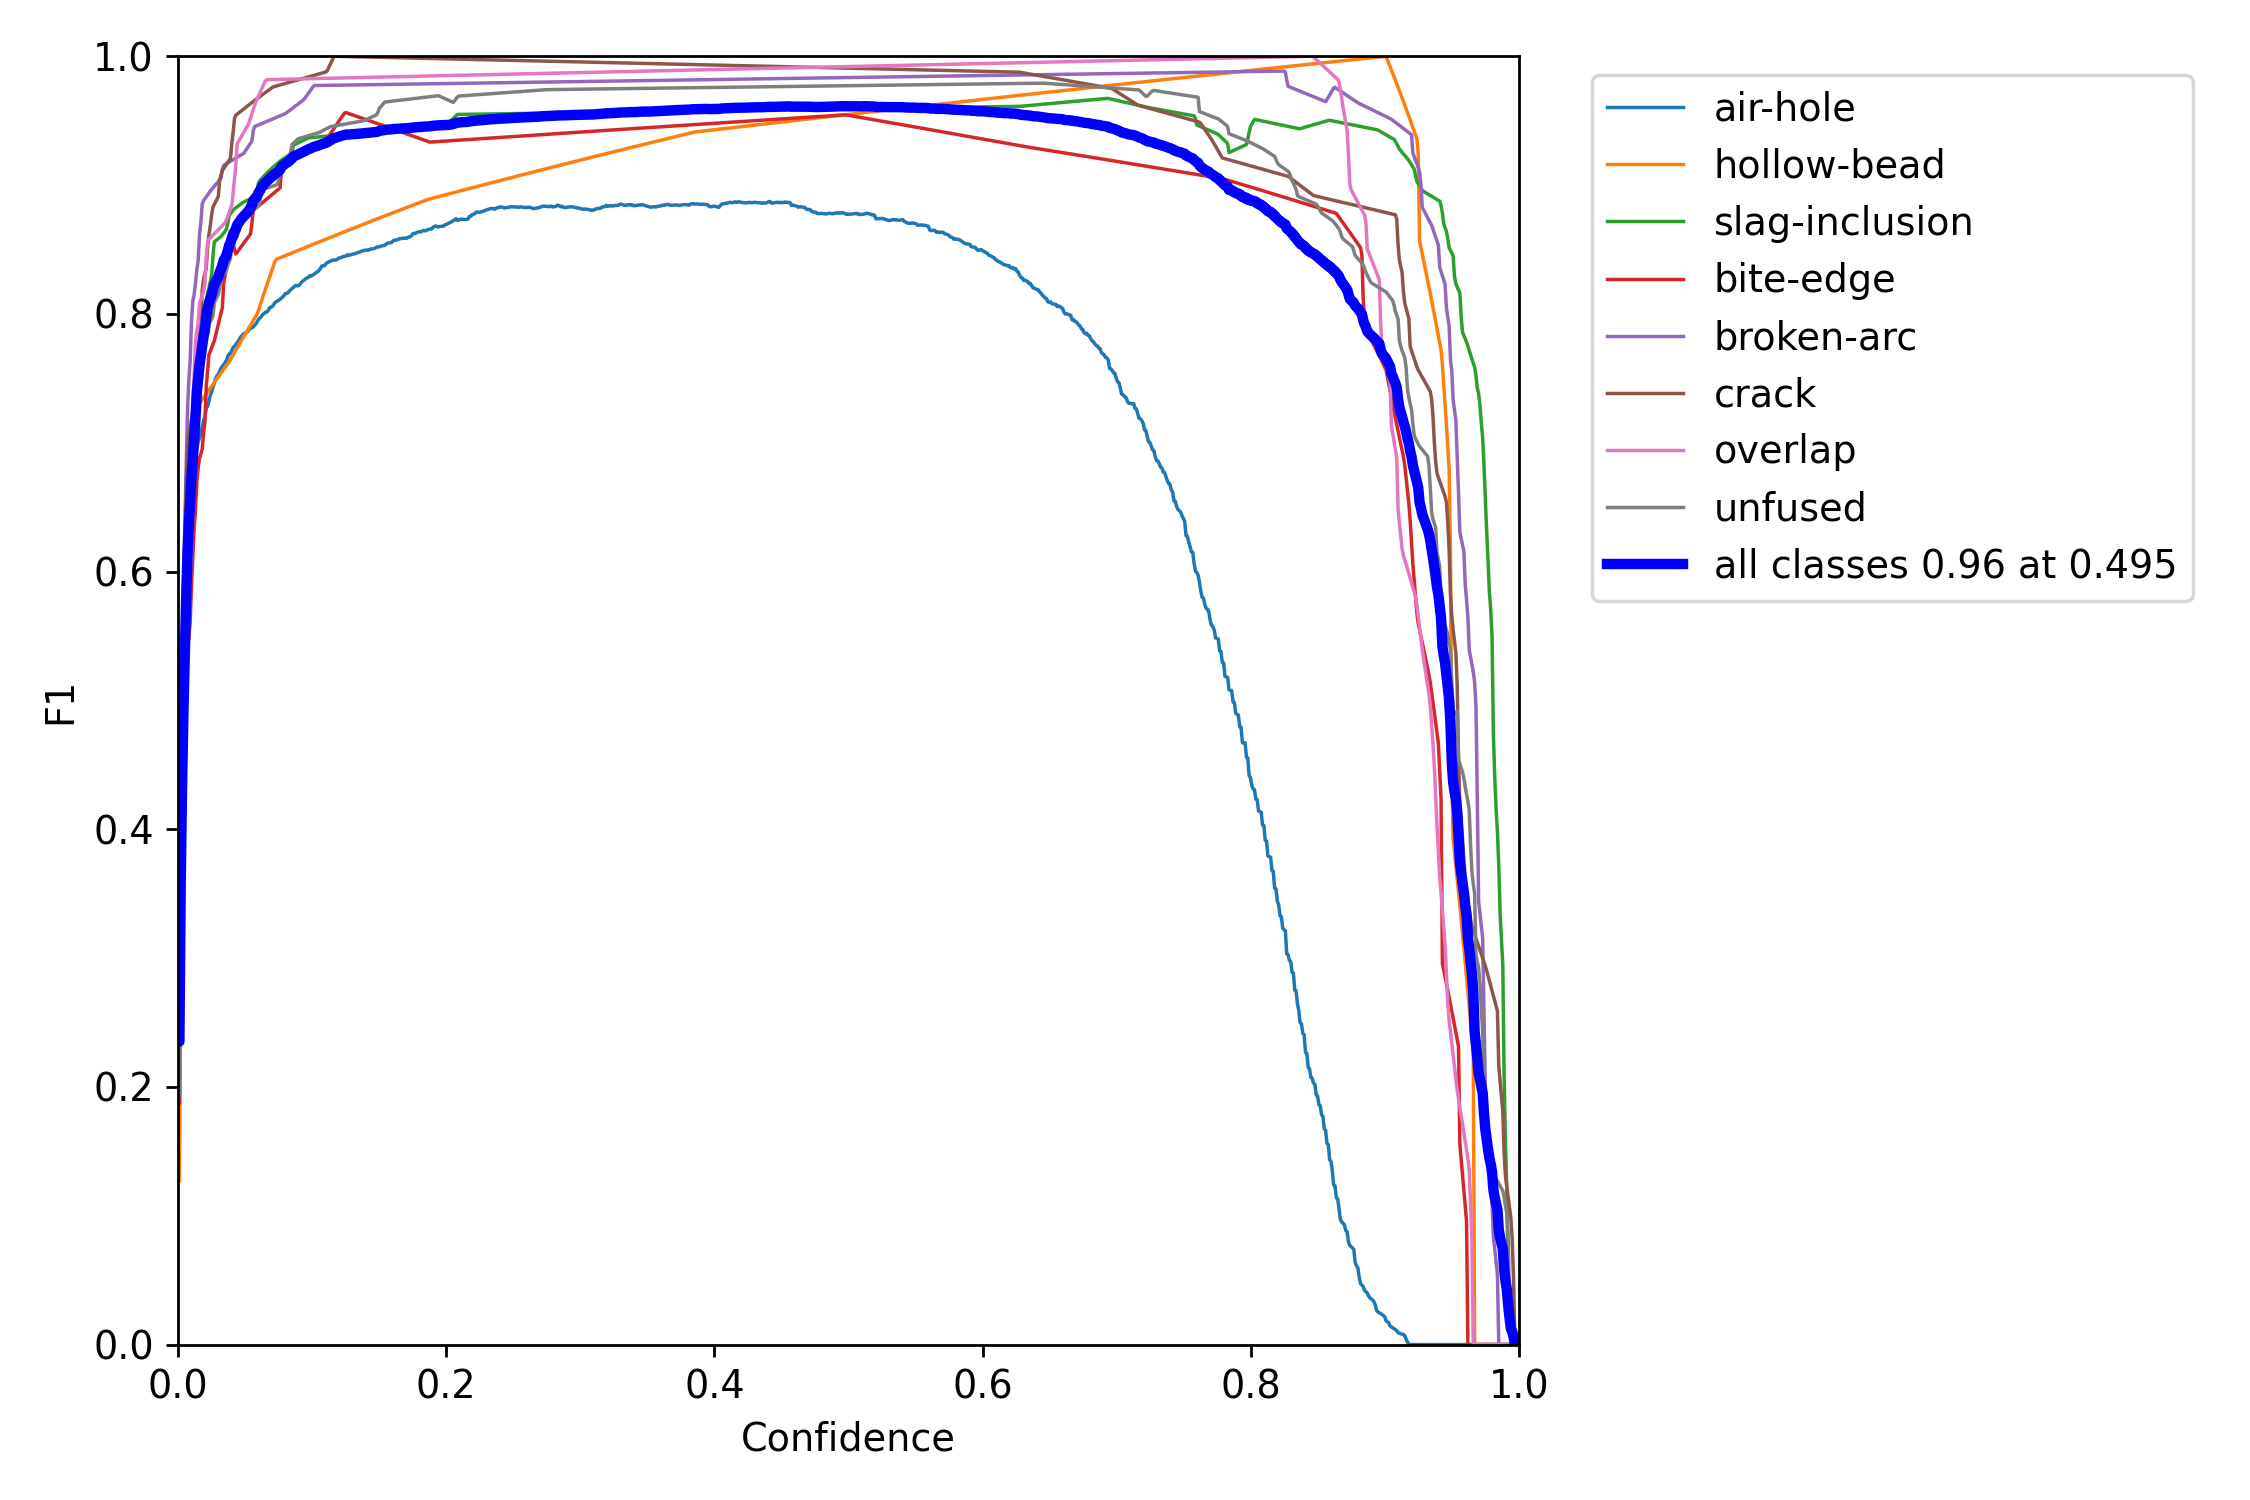 1.0
0.8
0.6
0.4
0.2
0.0
F1
0.0 0.2 0.4 0.6 0.8 1.0
Confidence
air-hole
hollow-bead
slag-inclusion
bite-edge
broken-arc
crack
overlap
unfused
all classes 0.96 at 0.495